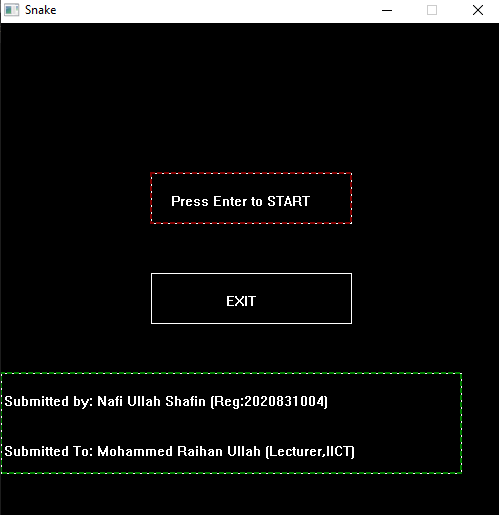 Snake
Press Enter to START
EXIT
Submitted by: Nafi Ullah Shafin (Reg:2020831004)
Submitted To: Mohammed Raihan Ullah (Lecturer,IICT)